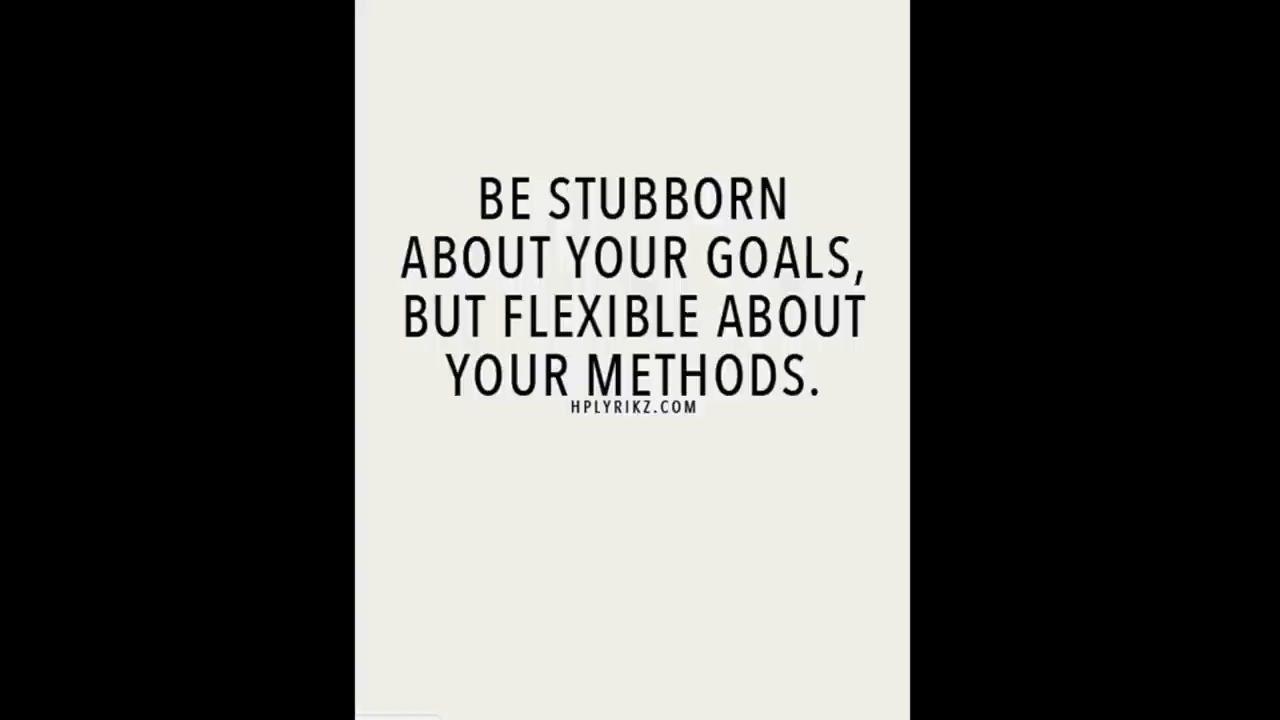 BE STUBBORN
ABOUT YOUR GOALS,
BUT FLEXIBLE ABOUT
YOUR METHODS.
HPLYRIKZ.COM